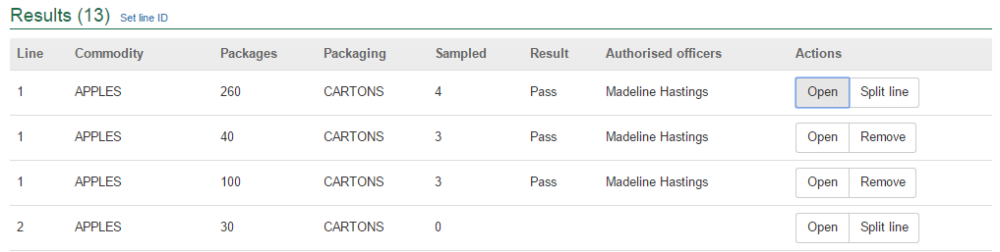 Results (13) Set line ID
Line Commodity Packages Packaging Sampled Result Authorised officers Actions
1 APPLES 260 CARTONS 4 Pass Madeline Hastings Open Split line
1 APPLES 40 CARTONS 3 Pass Madeline Hastings Open Remove
1 APPLES 100 CARTONS 3 Pass Madeline Hastings Open Remove
2 APPLES 30 CARTONS 0 Open Split line